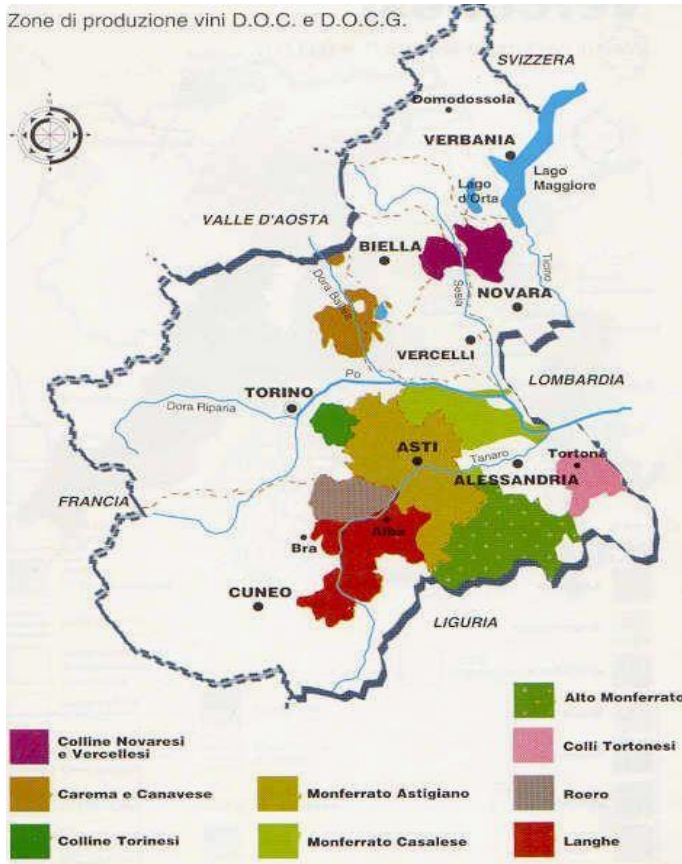 Zone di produzione vini D.O.C. e D.O.C.G.
SVIZZERA
Domodossola
VERBANIA
Lago
Maggiore
Lago
d'Orta
VALLE D'AOSTA
BIELLA
Dora Baltea
Sesia
Ticino
NOVARA
VERCELLI
Po
LOMBARDIA
TORINO
Dora Riparia
ASTI
Tanaro
Tortona
ALESSANDRIA
FRANCIA
Alba
Bra
CUNEO
LIGURIA
Alto Monferrato
Colline Novaresi
e Vercellesi
Colli Tortonesi
Carema e Canavese
Monferrato Astigiano
Roero
Colline Torinesi
Monferrato Casalese
Langhe